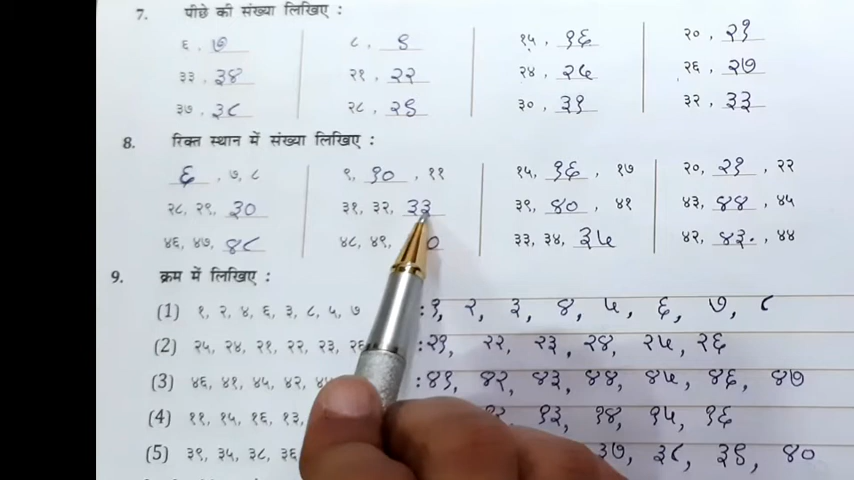 7. पीछे की संख्या लिखिए :
६ , ७ ८ , ९ १५ , १६ २० , २१
३३ , ३४ २१ , २२ २४ , २५ २६ , २७
३७ , ३८ २८ , २९ ३० , ३१ ३२ , ३३
8. रिक्त स्थान में संख्या लिखिए :
६ , ७, ८ ९, १० , ११ १५, १६ , १७ २०, २१ , २२
२८, २९, ३० ३१, ३२, ३३ ३९, ४० , ४१ ४३, ४४ , ४५
४६, ४७, ४८ ४८, ४९, ०  ३३, ३४, ३५ ४२, ४३ , ४४
9. क्रम में लिखिए :
(1) १, २, ४, ६, ३, ८, ५, ७ : १, २, ३, ४, ५, ६, ७, ८
(2) २५, २४, २१, २२, २३, २६ : २१, २२, २३, २४, २५, २६
(3) ४६, ४१, ४५, ४२, : ४१, ४२, ४३, ४४, ४५, ४६, ४७
(4) ११, १५, १६, १३, १३, १४, १५, १६
(5) ३९, ३५, ३८, ३६ ३७, ३८, ३९, ४०